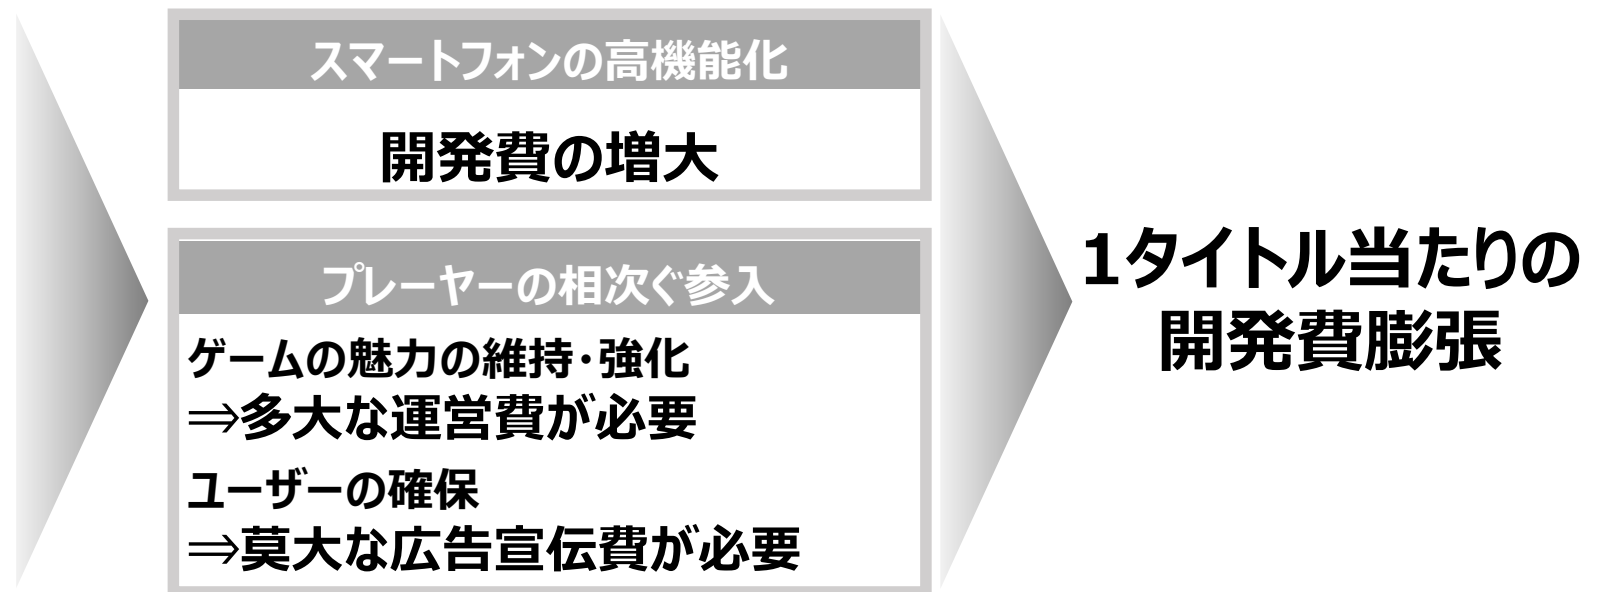 スマートフォンの高機能化
開発費の増大
プレーヤーの相次ぐ参入
ゲームの魅力の維持・強化
⇒多大な運営費が必要
ユーザーの確保
⇒莫大な広告宣伝費が必要
1タイトル当たりの
開発費膨張